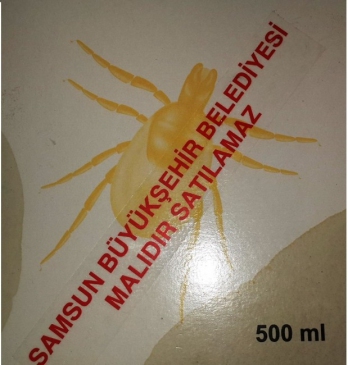 SAMSUN BÜYÜKŞEHİR BELEDİYESİ
MALIDIR SATILAMAZ
500 ml